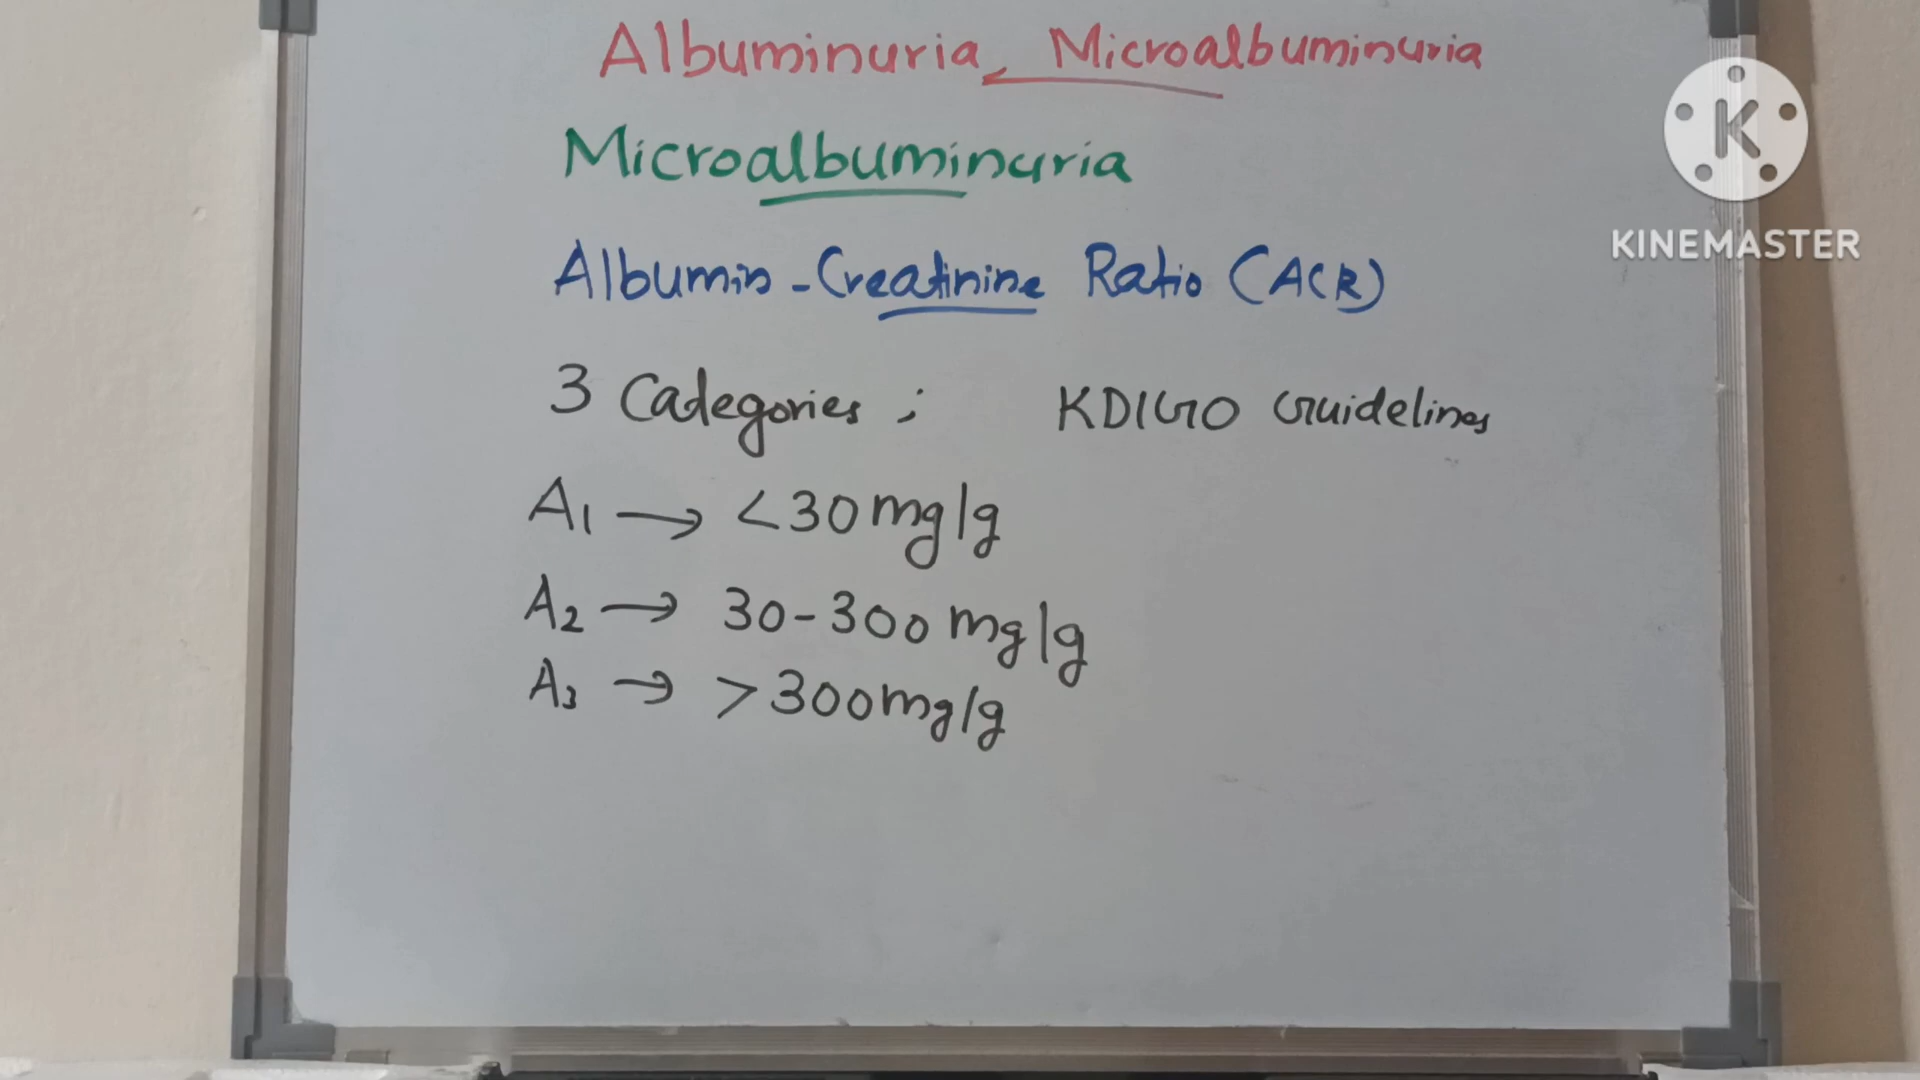 Albuminuria, Microalbuminuria
Microalbuminuria
Albumin-Creatinine Ratio (ACR)
3 Categories ; KDIGO Guidelines
A1 → <30mg/g
A2 → 30-300mg/g
A3 → >300mg/g
K
KINEMASTER